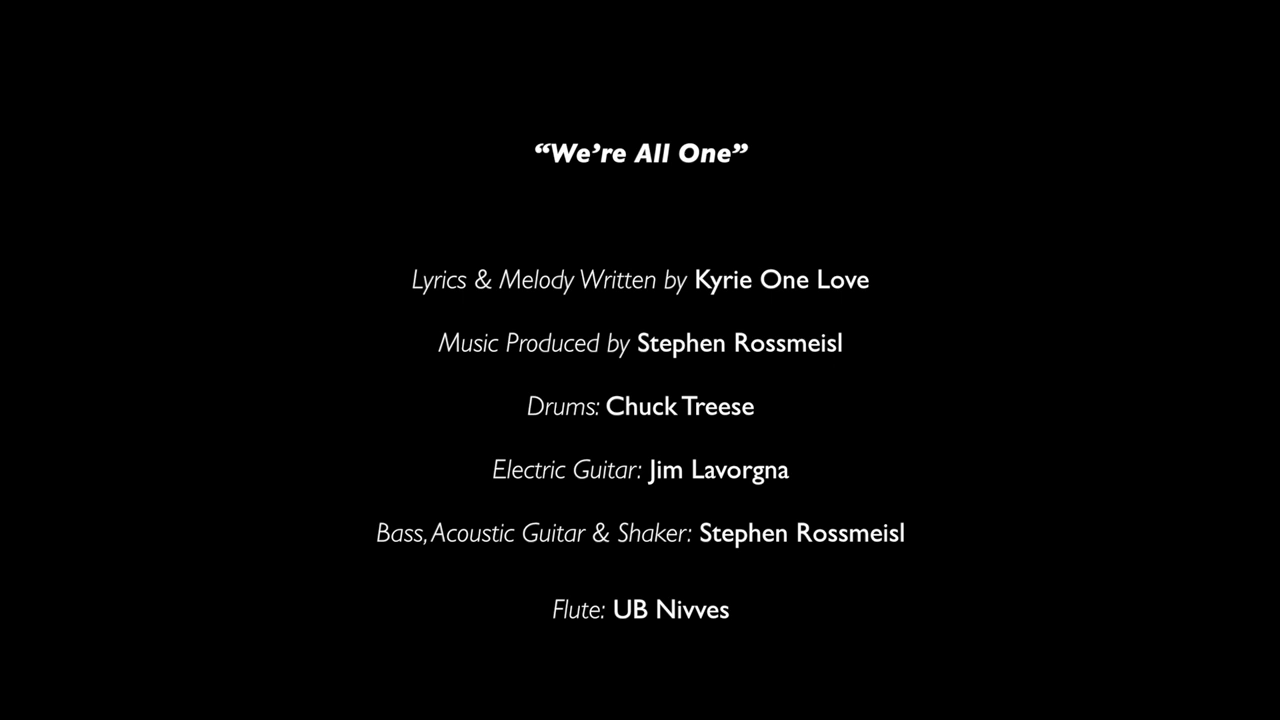 “We’re All One”
Lyrics & Melody Written by Kyrie One Love
Music Produced by Stephen Rossmeisl
Drums: Chuck Treese
Electric Guitar: Jim Lavorgna
Bass, Acoustic Guitar & Shaker: Stephen Rossmeisl
Flute: UB Nivves